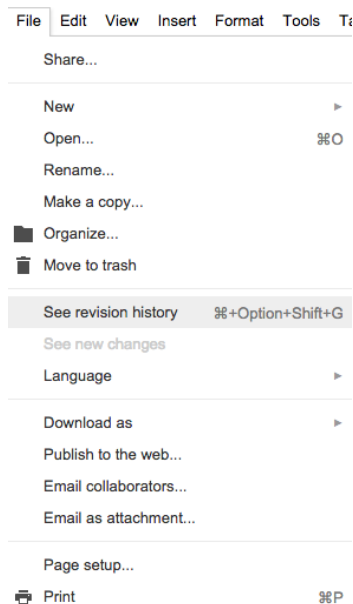 File Edit View Insert Format Tools Ta
Share...
New
Open... ⌘O
Rename...
Make a copy...
Organize...
Move to trash
See revision history ⌘+Option+Shift+G
See new changes
Language
Download as
Publish to the web...
Email collaborators...
Email as attachment...
Page setup...
Print ⌘P